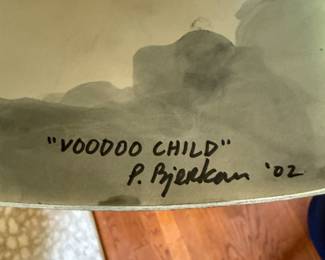 "VOODOO CHILD"
P. Bjerkan '02